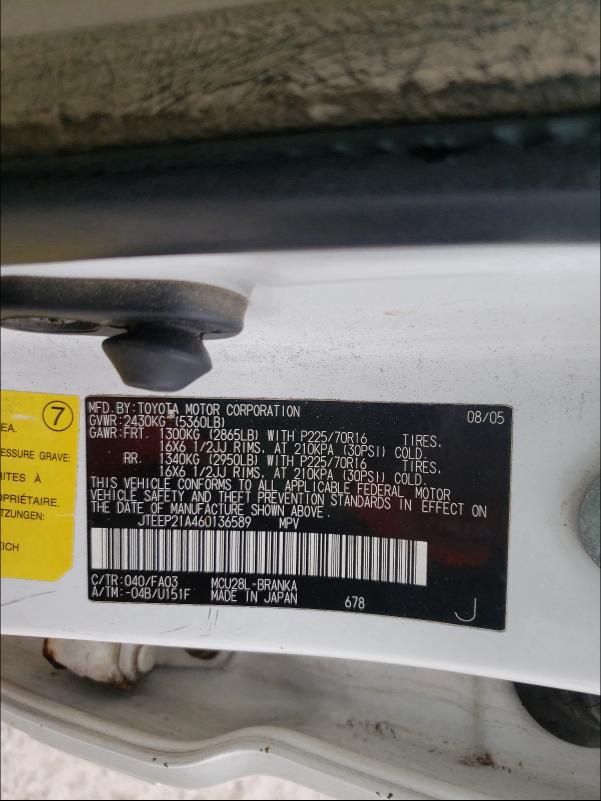 7
EA.
ESSURE GRAVE:
RITES À
OPRIÉTAIRE.
TZUNGEN:
EICH
MFD. BY: TOYOTA MOTOR CORPORATION 08/05
GVWR: 2430KG (5360LB)
GAWR: FRT. 1300KG (2865LB) WITH P225/70R16 TIRES.
16X6 1/2JJ RIMS. AT 210KPA (30PSI) COLD.
RR. 1340KG (2950LB) WITH P225/70R16 TIRES.
16X6 1/2JJ RIMS. AT 210KPA (30PSI) COLD.
THIS VEHICLE CONFORMS TO ALL APPLICABLE FEDERAL MOTOR
VEHICLE SAFETY AND THEFT PREVENTION STANDARDS IN EFFECT ON
THE DATE OF MANUFACTURE SHOWN ABOVE.
JTEEP21A460136589 MPV
C/TR: 040/FA03 MCU28L-BRANKA
A/TM: -04B/U151F MADE IN JAPAN 678 J